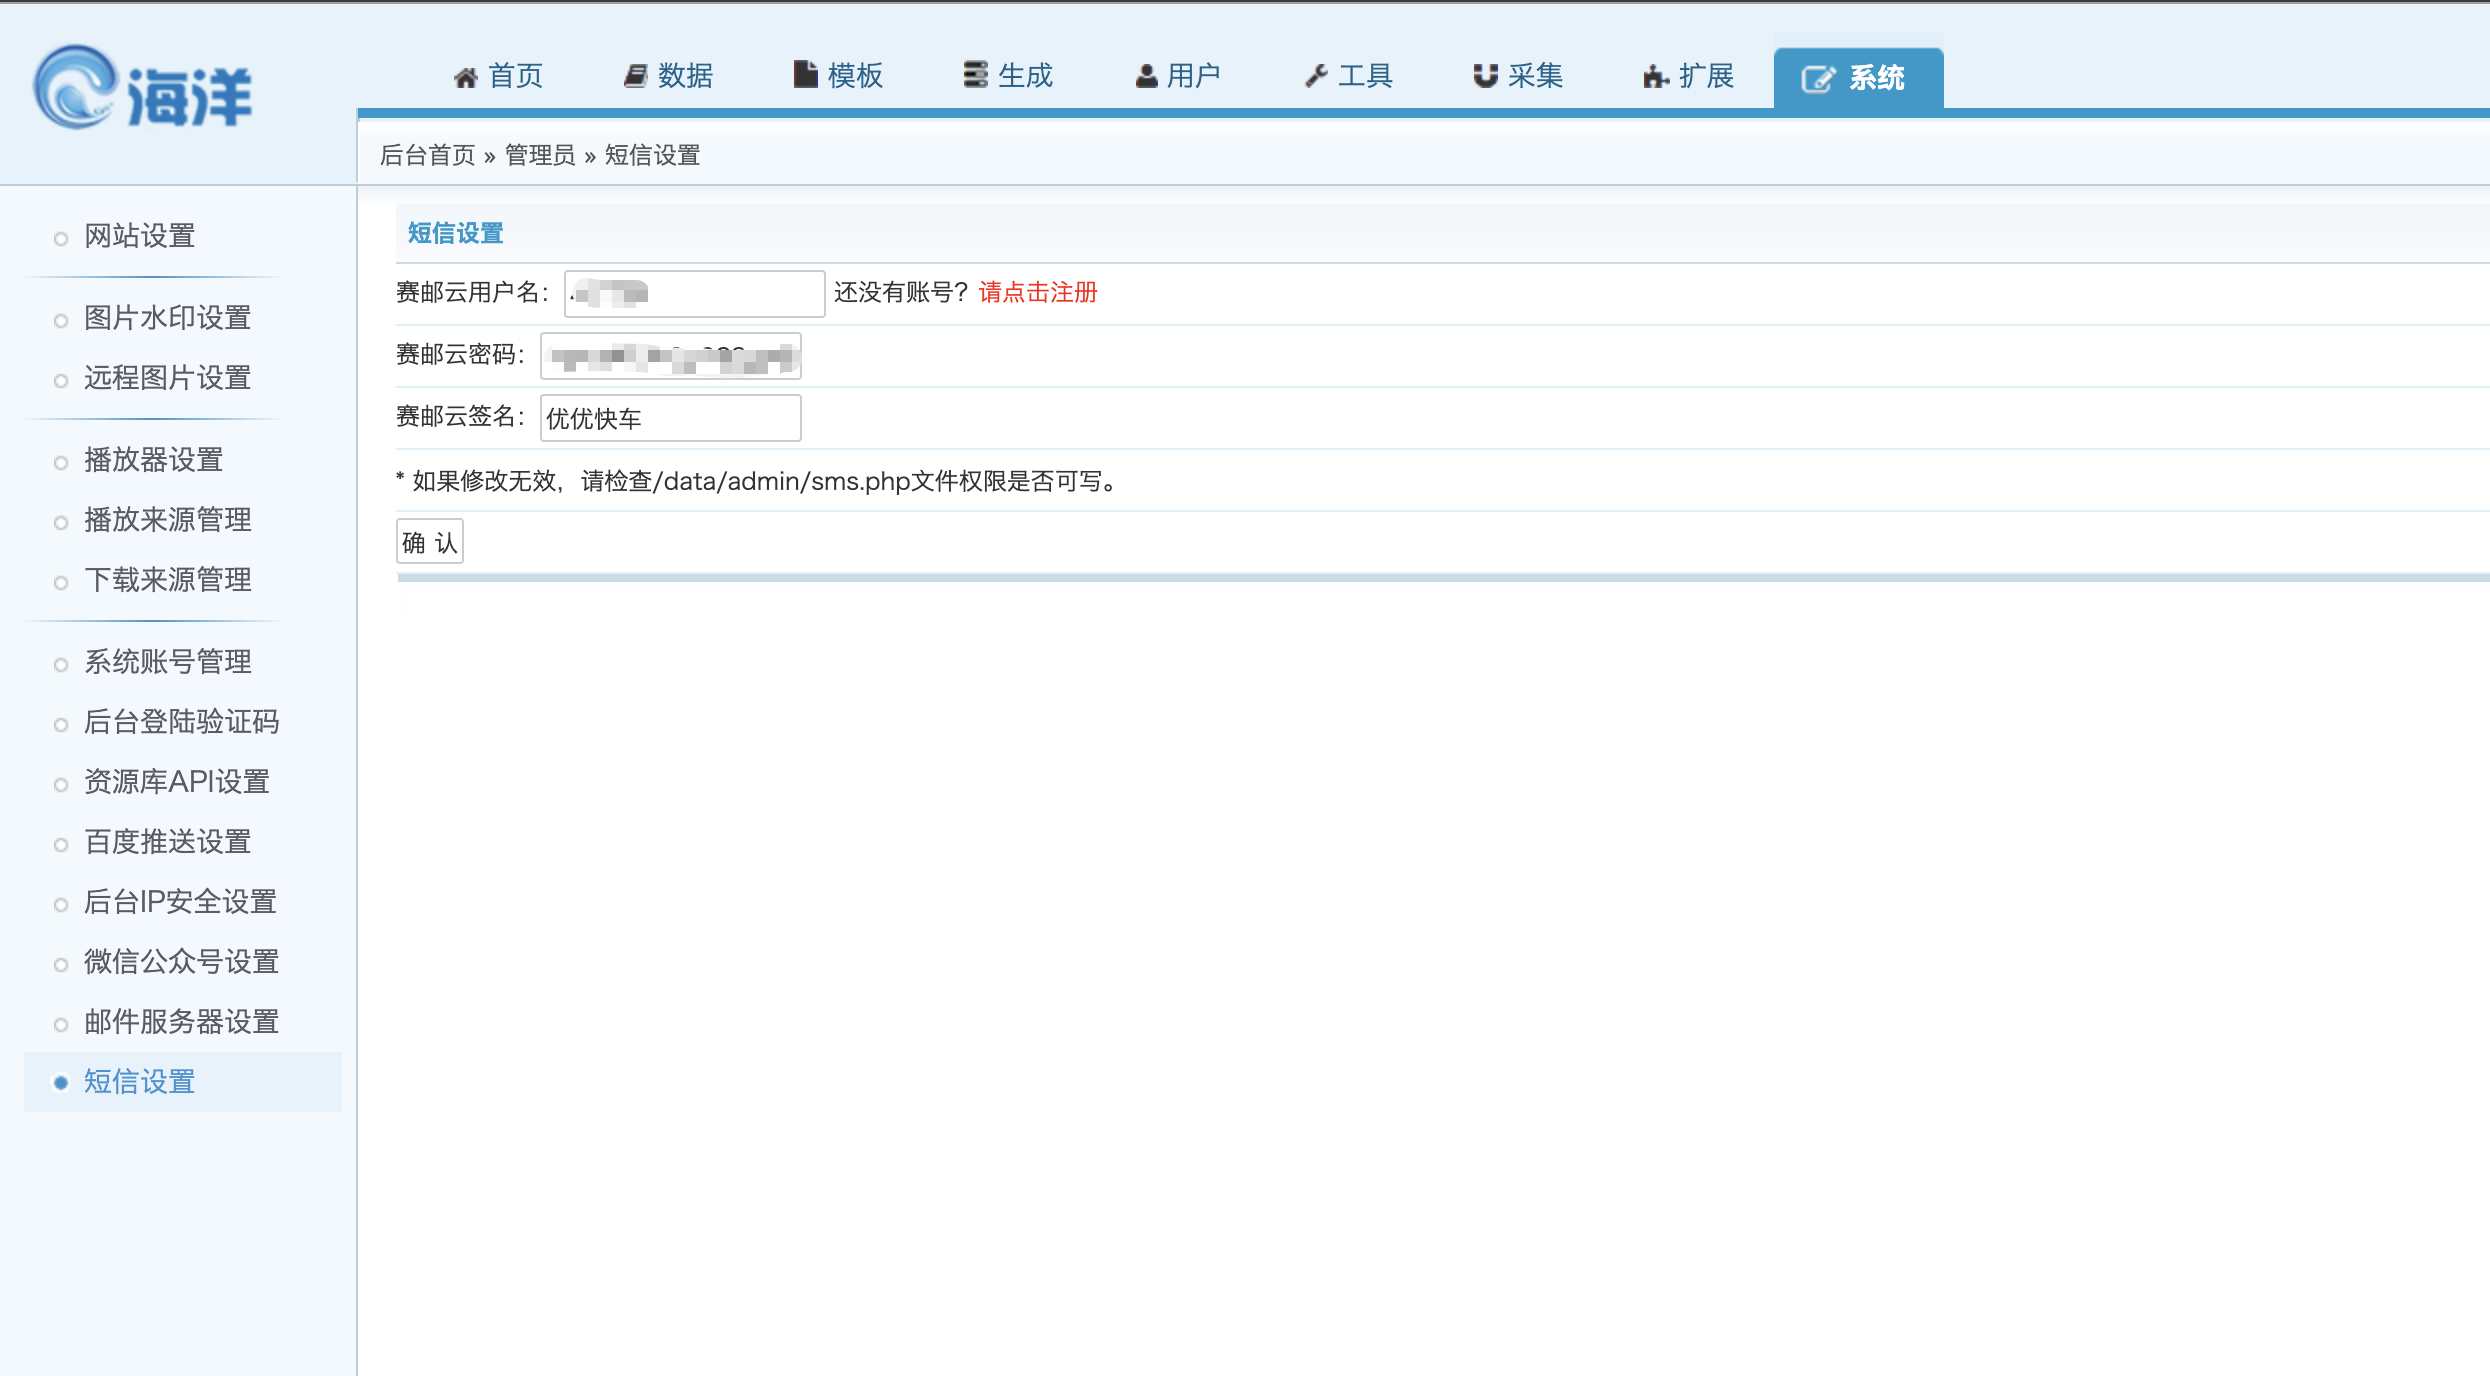 海洋
首页 数据 模板 生成 用户 工具 采集 扩展 系统
后台首页 » 管理员 » 短信设置
网站设置
图片水印设置
远程图片设置
播放器设置
播放来源管理
下载来源管理
系统账号管理
后台登陆验证码
资源库API设置
百度推送设置
后台IP安全设置
微信公众号设置
邮件服务器设置
短信设置
短信设置
赛邮云用户名： 还没有账号？请点击注册
赛邮云密码：
赛邮云签名： 优优快车
* 如果修改无效，请检查/data/admin/sms.php文件权限是否可写。
确 认